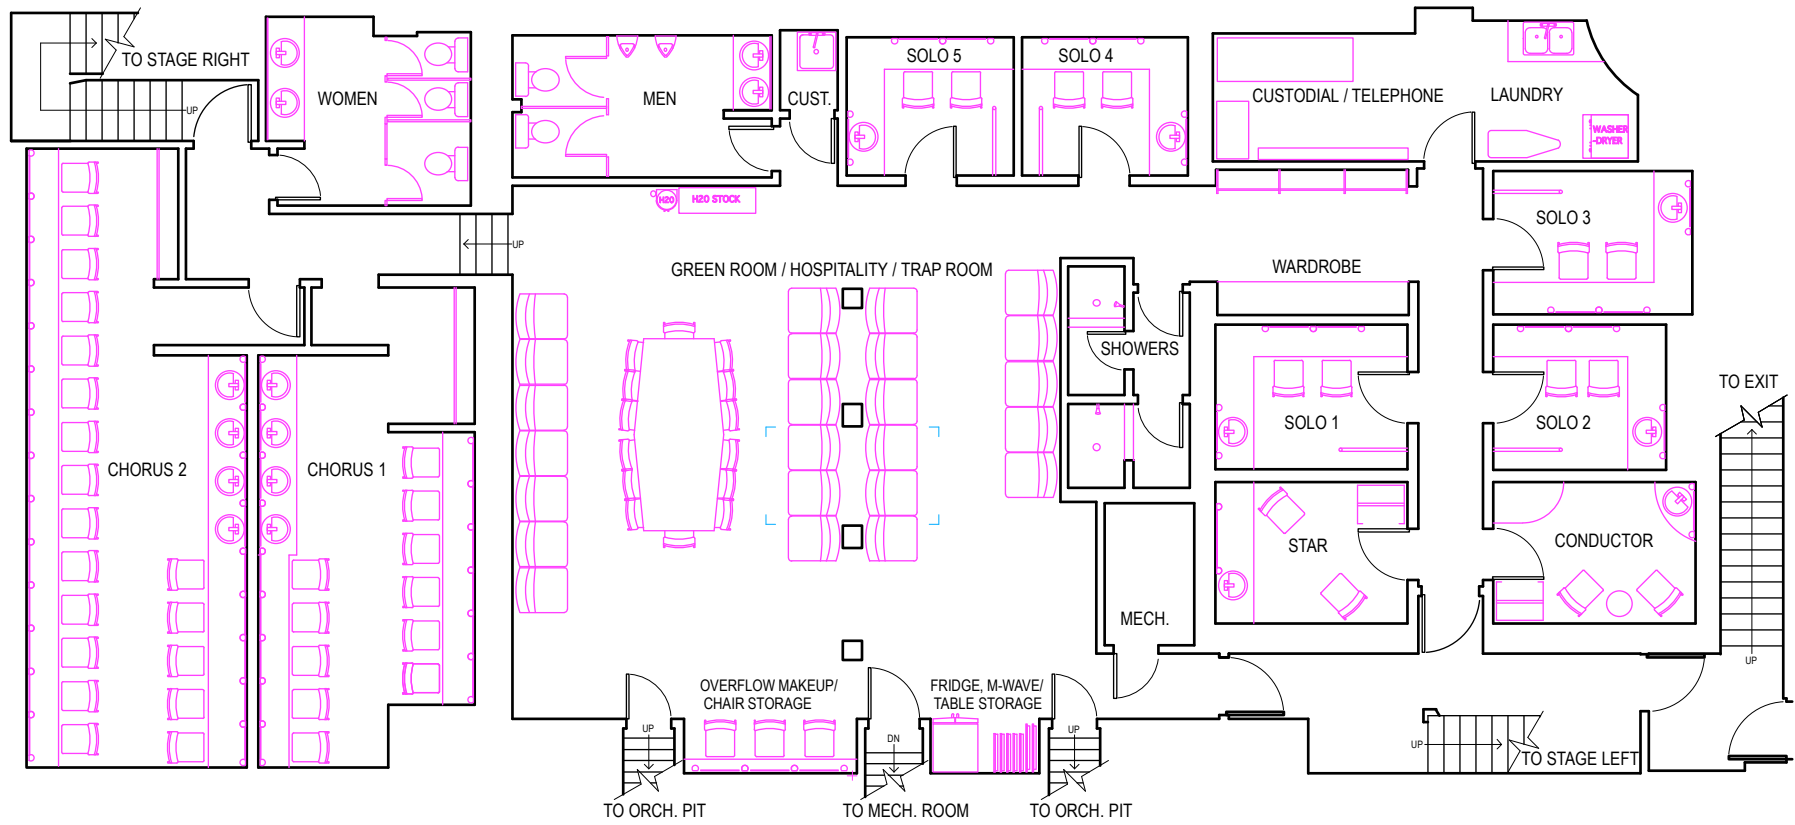 TO STAGE RIGHT
UP
WOMEN
MEN
CUST.
SOLO 5
SOLO 4
CUSTODIAL / TELEPHONE
LAUNDRY
WASHER
-DRYER
H20
H20 STOCK
UP
SOLO 3
GREEN ROOM / HOSPITALITY / TRAP ROOM
WARDROBE
SHOWERS
SOLO 1
SOLO 2
TO EXIT
CHORUS 2
CHORUS 1
STAR
CONDUCTOR
MECH.
UP
OVERFLOW MAKEUP/
CHAIR STORAGE
FRIDGE, M-WAVE/
TABLE STORAGE
UP
DN
UP
UP
TO STAGE LEFT
TO ORCH. PIT
TO MECH. ROOM
TO ORCH. PIT